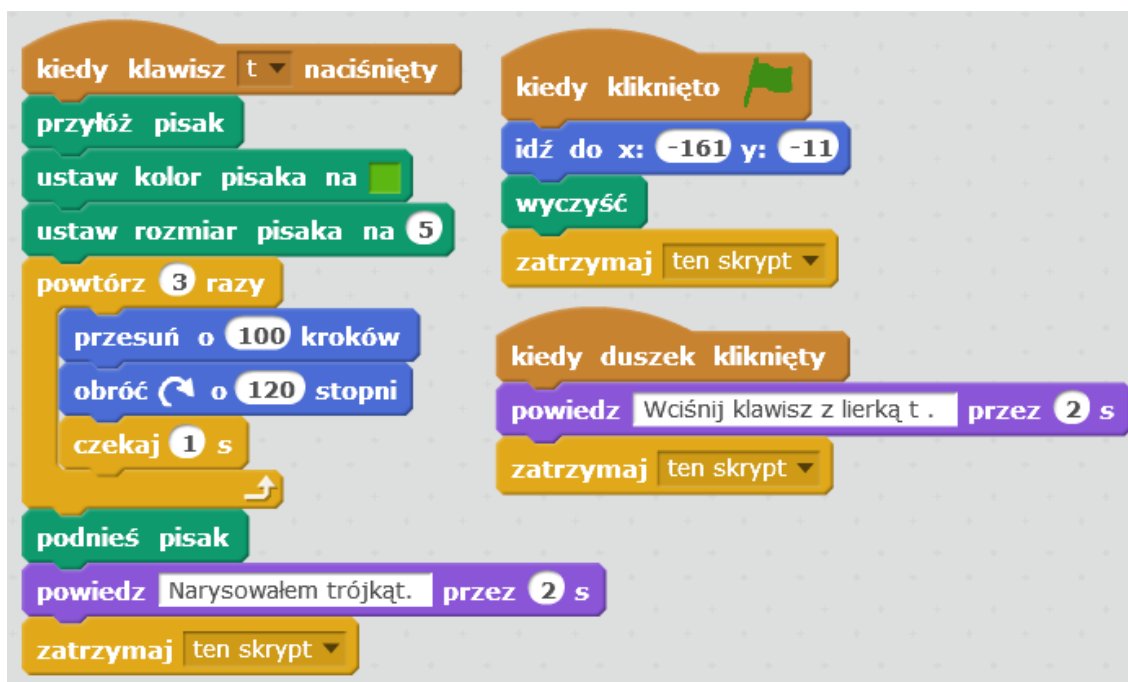 kiedy klawisz t naciśnięty
przyłóż pisak
ustaw kolor pisaka na
ustaw rozmiar pisaka na 5
powtórz 3 razy
przesuń o 100 kroków
obróć o 120 stopni
czekaj 1 s
podnieś pisak
powiedz Narysowałem trójkąt. przez 2 s
zatrzymaj ten skrypt
kiedy kliknięto
idź do x: -161 y: -11
wyczyść
zatrzymaj ten skrypt
kiedy duszek kliknięty
powiedz Wciśnij klawisz z lierką t . przez 2 s
zatrzymaj ten skrypt